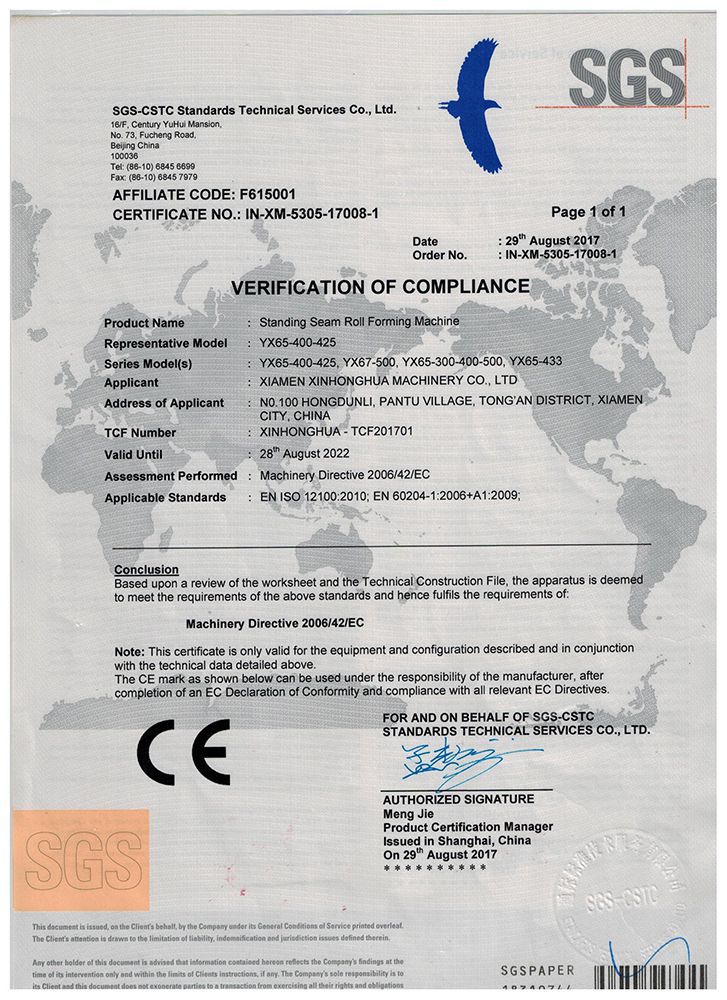 SGS
SGS-CSTC Standards Technical Services Co., Ltd.
16/F, Century YuHui Mansion,
No. 73, Fucheng Road,
Beijing China
100036
Tel: (86-10) 6845 6699
Fax: (86-10) 6845 7979
AFFILIATE CODE: F615001
CERTIFICATE NO.: IN-XM-5305-17008-1
Page 1 of 1
Date : 29th August 2017
Order No. : IN-XM-5305-17008-1
VERIFICATION OF COMPLIANCE
Product Name : Standing Seam Roll Forming Machine
Representative Model : YX65-400-425
Series Model(s) : YX65-400-425, YX67-500, YX65-300-400-500, YX65-433
Applicant : XIAMEN XINHONGHUA MACHINERY CO., LTD
Address of Applicant : N0.100 HONGDUNLI, PANTU VILLAGE, TONG'AN DISTRICT, XIAMEN
CITY, CHINA
TCF Number : XINHONGHUA - TCF201701
Valid Until : 28th August 2022
Assessment Performed : Machinery Directive 2006/42/EC
Applicable Standards : EN ISO 12100:2010; EN 60204-1:2006+A1:2009;
Conclusion
Based upon a review of the worksheet and the Technical Construction File, the apparatus is deemed
to meet the requirements of the above standards and hence fulfils the requirements of:
Machinery Directive 2006/42/EC
Note: This certificate is only valid for the equipment and configuration described and in conjunction
with the technical data detailed above.
The CE mark as shown below can be used under the responsibility of the manufacturer, after
completion of an EC Declaration of Conformity and compliance with all relevant EC Directives.
CE
FOR AND ON BEHALF OF SGS-CSTC
STANDARDS TECHNICAL SERVICES CO., LTD.
AUTHORIZED SIGNATURE
Meng Jie
Product Certification Manager
Issued in Shanghai, China
On 29th August 2017
* * * * * * * * * *
SGS
SGS-CSTC
This document is issued, on the Client's behalf, by the Company under its General Conditions of Service printed overleaf.
The Client's attention is drawn to the limitation of liability, indemnification and jurisdiction issues defined therein.
Any other holder of this document is advised that information contained hereon reflects the Company's findings at the
time of its intervention only and within the limits of Clients instructions, if any. The Company's sole responsibility is to
its Client and this document does not exonerate parties to a transaction from exercising all their rights and obligations
SGSPAPER